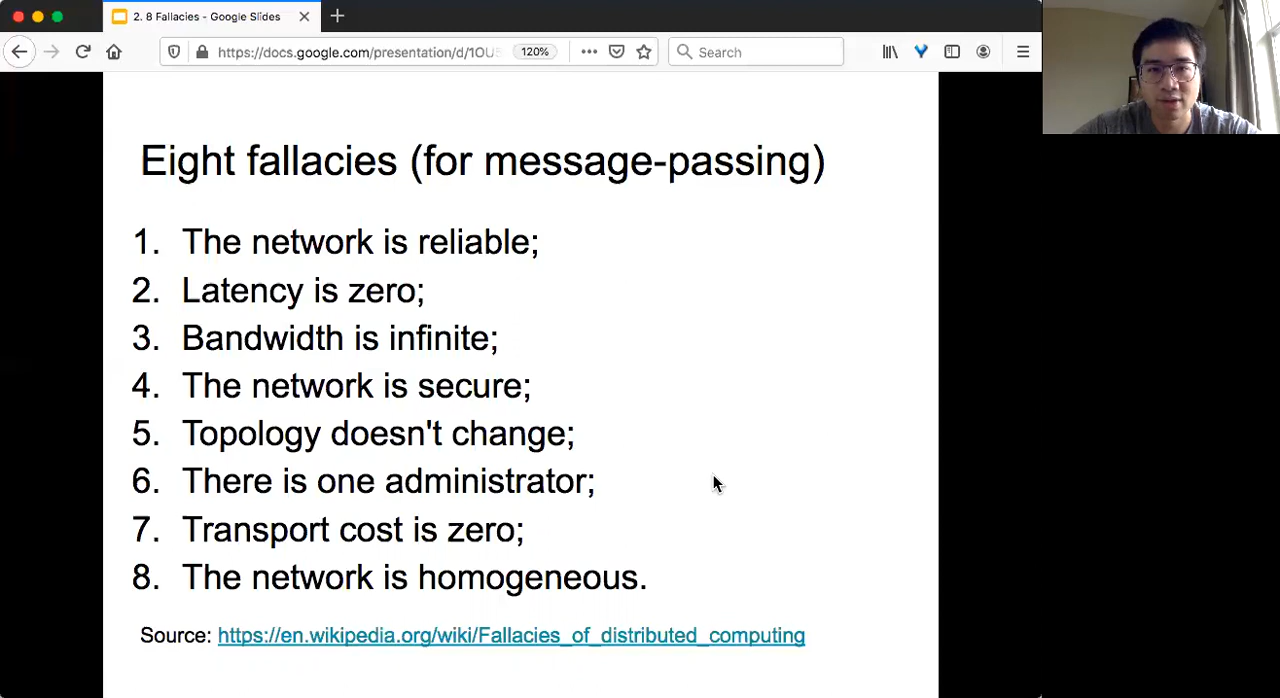 2. 8 Fallacies - Google Slides
https://docs.google.com/presentation/d/1OU
120%
Search
Eight fallacies (for message-passing)
1. The network is reliable;
2. Latency is zero;
3. Bandwidth is infinite;
4. The network is secure;
5. Topology doesn't change;
6. There is one administrator;
7. Transport cost is zero;
8. The network is homogeneous.
Source: https://en.wikipedia.org/wiki/Fallacies_of_distributed_computing